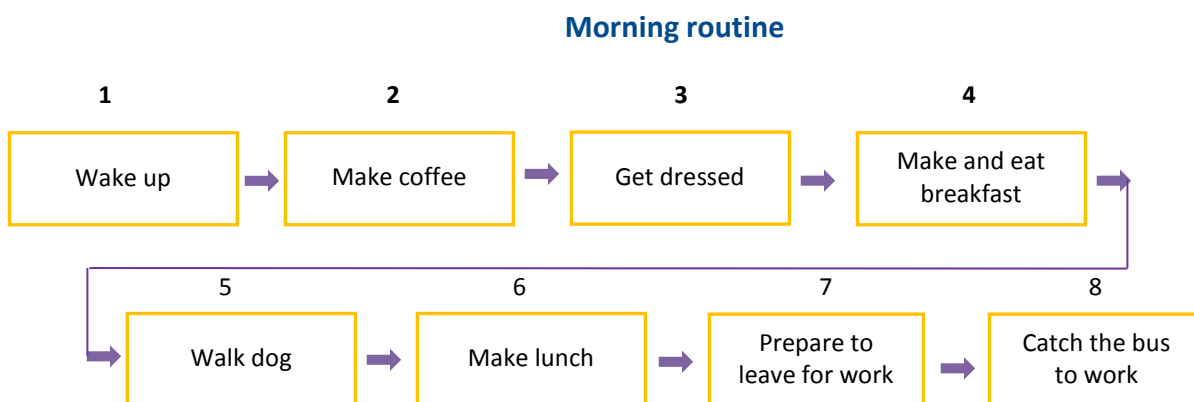 Morning routine
1 2 3 4
Wake up
Make coffee
Get dressed
Make and eat
breakfast
5 6 7 8
Walk dog
Make lunch
Prepare to
leave for work
Catch the bus
to work